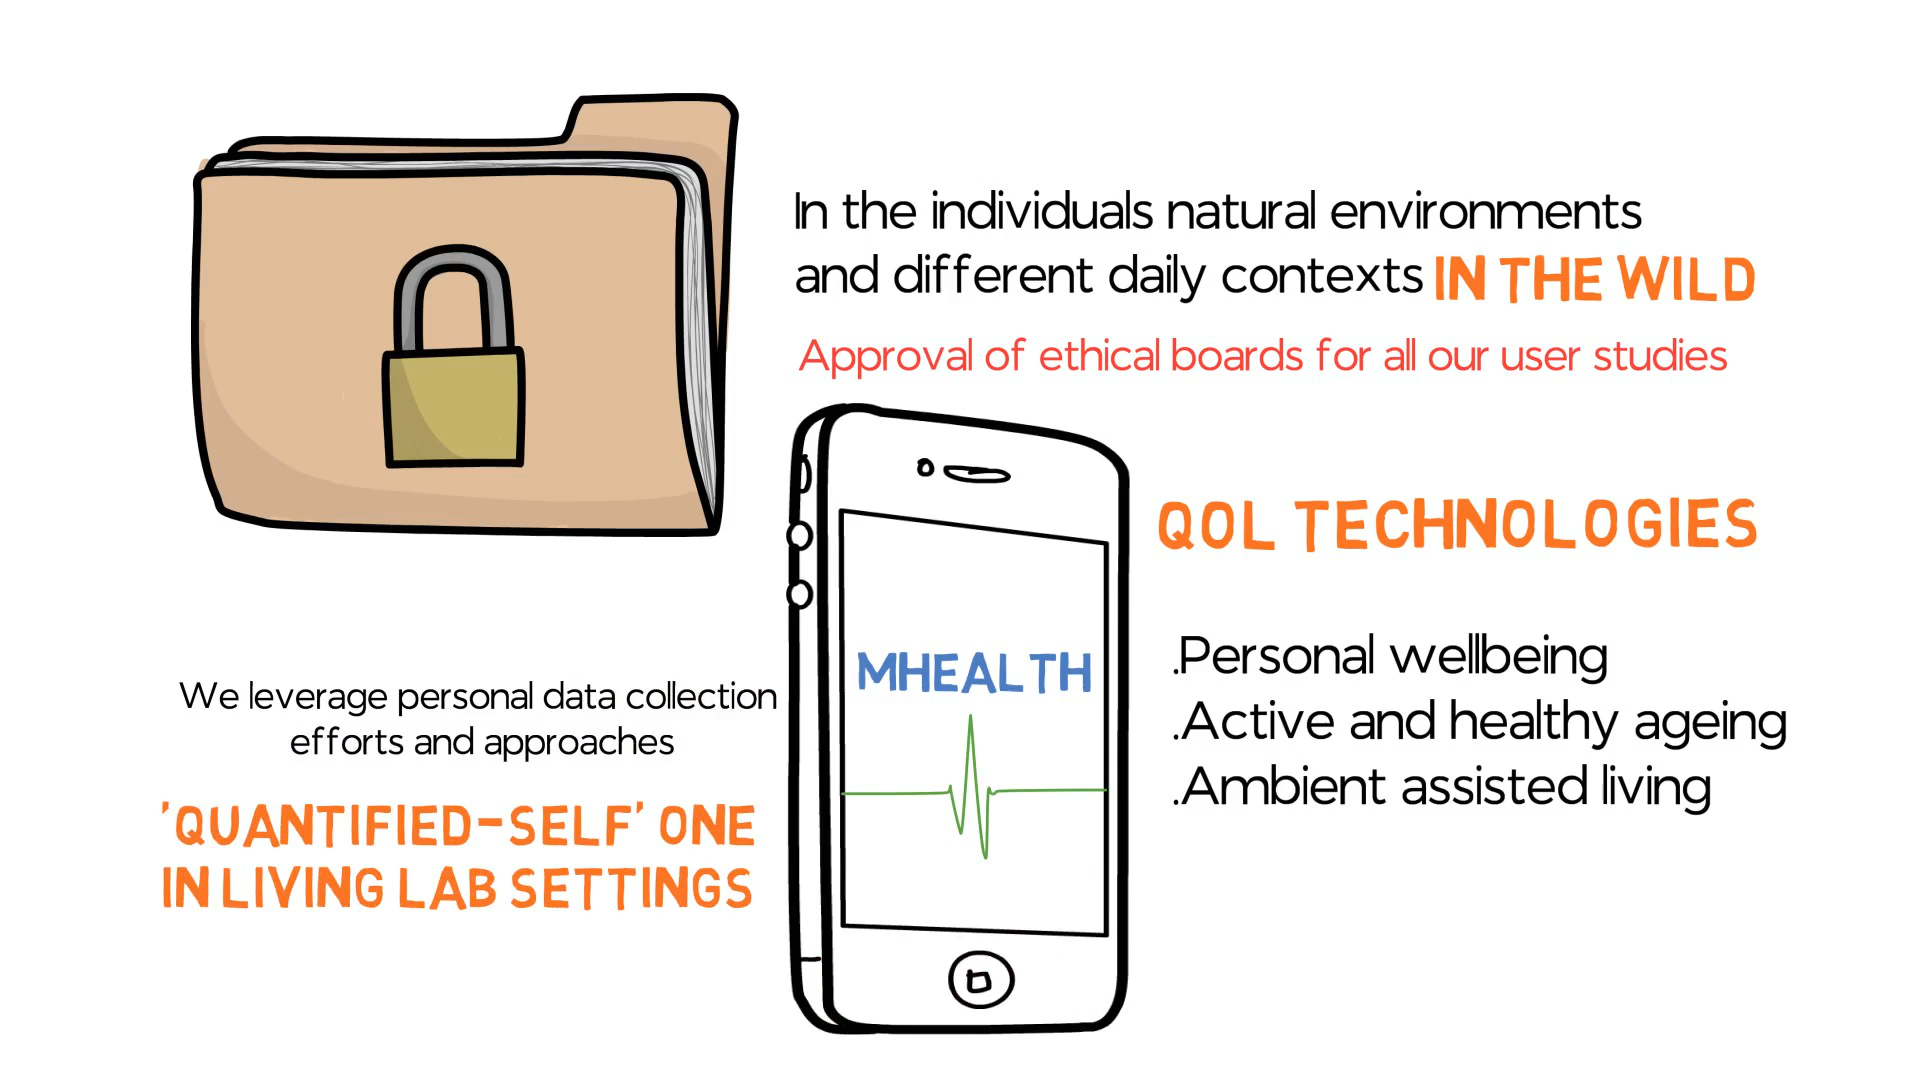 In the individuals natural environments
and different daily contexts IN THE WILD
Approval of ethical boards for all our user studies
QOL TECHNOLOGIES
MHEALTH
.Personal wellbeing
.Active and healthy ageing
.Ambient assisted living
We leverage personal data collection
efforts and approaches
'QUANTIFIED-SELF' ONE
IN LIVING LAB SETTINGS